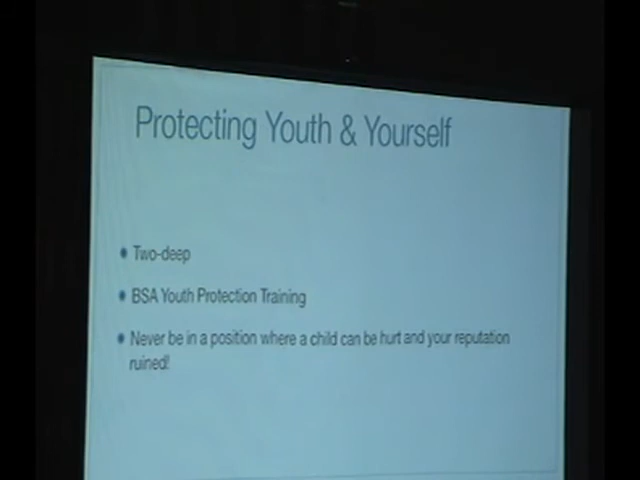 Protecting Youth & Yourself
• Two-deep
• BSA Youth Protection Training
• Never be in a position where a child can be hurt and your reputation
ruined!